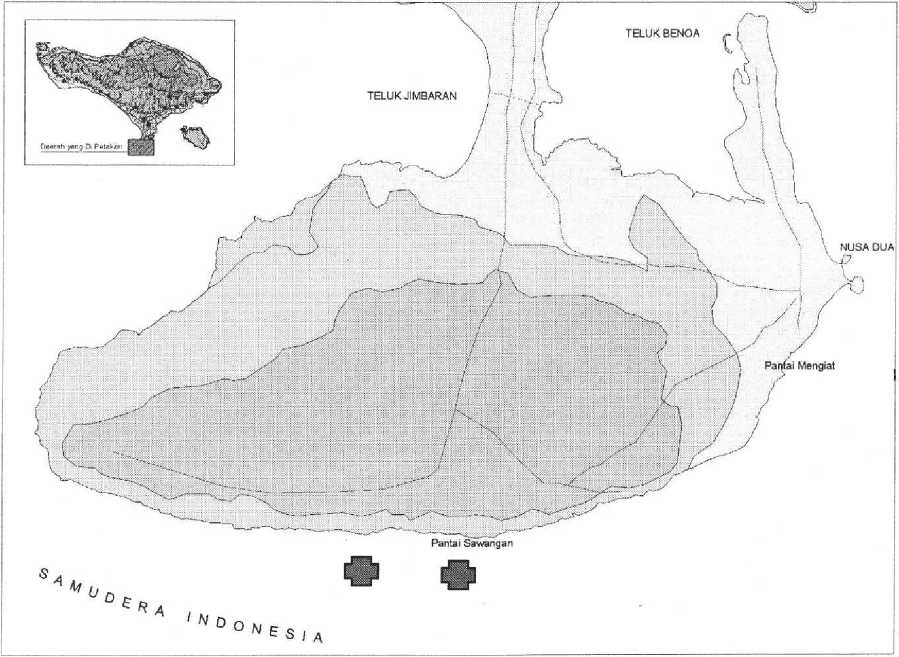 TELUK BENOA
TELUK JIMBARAN
Daerah yang Di Petakan
NUSA DUA
Pantai Mengiat
Pantai Sawangan
SAMUDERA INDONESIA